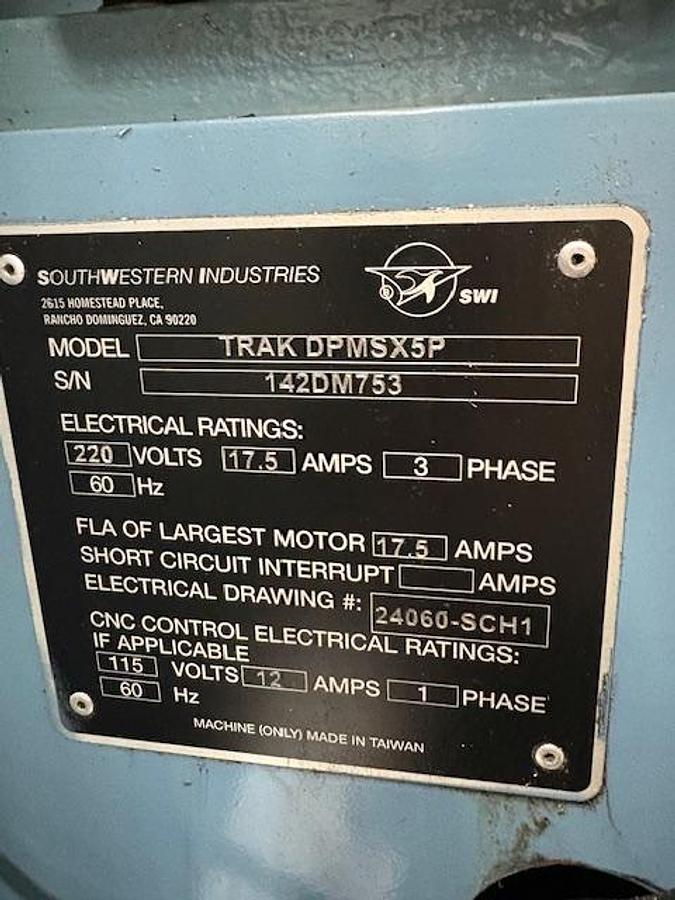 SOUTHWESTERN INDUSTRIES
SWI
2615 HOMESTEAD PLACE,
RANCHO DOMINGUEZ, CA 90220
MODEL TRAK DPMSX5P
S/N 142DM753
ELECTRICAL RATINGS:
220 VOLTS 17.5 AMPS 3 PHASE
60 Hz
FLA OF LARGEST MOTOR 17.5 AMPS
SHORT CIRCUIT INTERRUPT AMPS
ELECTRICAL DRAWING #: 24060-SCH1
CNC CONTROL ELECTRICAL RATINGS:
IF APPLICABLE
115 VOLTS 12 AMPS 1 PHASE
60 Hz
MACHINE (ONLY) MADE IN TAIWAN